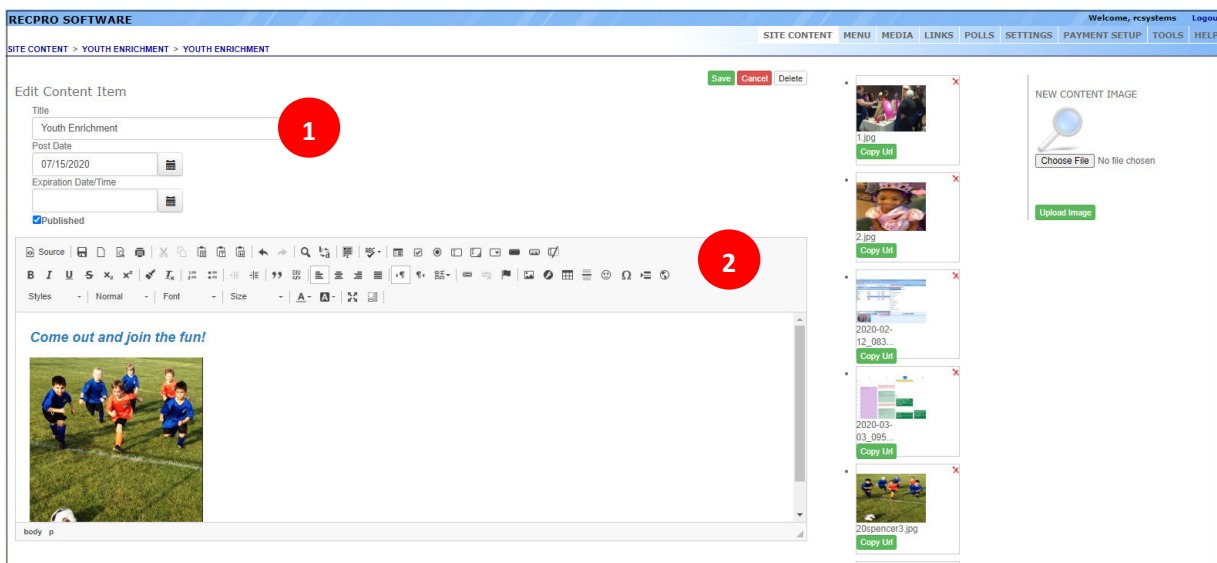 RECPRO SOFTWARE
Welcome, rcsystems Logou
SITE CONTENT MENU MEDIA LINKS POLLS SETTINGS PAYMENT SETUP TOOLS HELP
SITE CONTENT > YOUTH ENRICHMENT > YOUTH ENRICHMENT
Save Cancel Delete
Edit Content Item
Title
Youth Enrichment
1
Post Date
07/15/2020
Expiration Date/Time
Published
Source
2
B I U S x₂ x² Iₓ
Styles Normal Font Size A A
Come out and join the fun!
body p
1.jpg
Copy Url
2.jpg
Copy Url
2020-02-
12_083...
Copy Url
2020-03-
03_095...
Copy Url
20spencer3.jpg
Copy Url
NEW CONTENT IMAGE
Choose File No file chosen
Upload Image